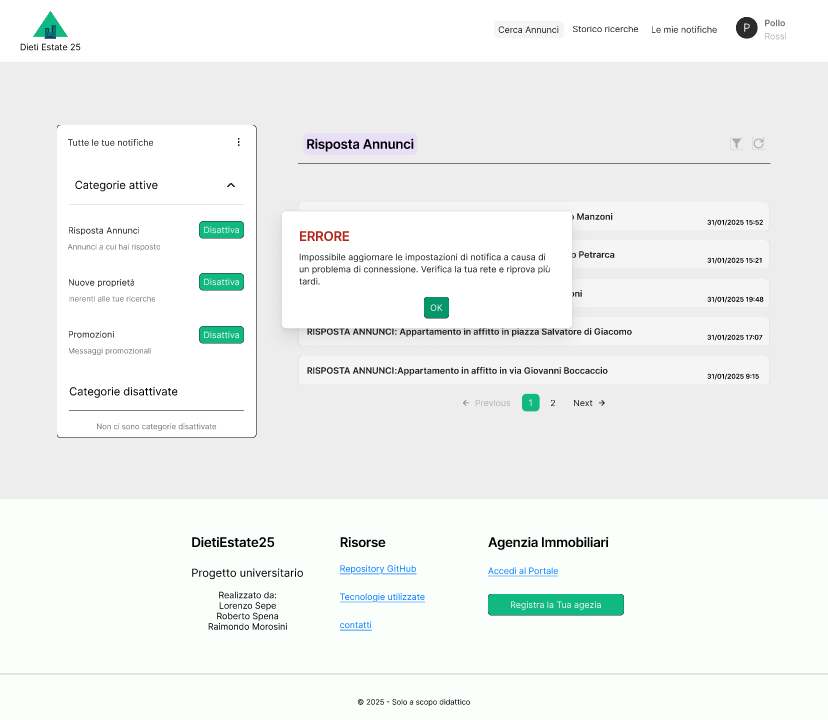 Dieti Estate 25
Cerca Annunci
Storico ricerche
Le mie notifiche
P
Pollo
Rossi
Tutte le tue notifiche
Categorie attive
Risposta Annunci
Disattiva
Annunci a cui hai risposto
Nuove proprietá
Disattiva
Inerenti alle tue ricerche
Promozioni
Disattiva
Messaggi promozionali
Categorie disattivate
Non ci sono categorie disattivate
Risposta Annunci
Manzoni
31/01/2025 15:52
Petrarca
31/01/2025 15:21
31/01/2025 19:48
ERRORE
Impossibile aggiornare le impostazioni di notifica a causa di
un problema di connessione. Verifica la tua rete e riprova più
tardi.
OK
RISPOSTA ANNUNCI: Appartamento in affitto in piazza Salvatore di Giacomo
31/01/2025 17:07
RISPOSTA ANNUNCI:Appartamento in affitto in via Giovanni Boccaccio
31/01/2025 9:15
← Previous 1 2 Next →
DietiEstate25
Progetto universitario
Realizzato da:
Lorenzo Sepe
Roberto Spena
Raimondo Morosini
Risorse
Repository GitHub
Tecnologie utilizzate
contatti
Agenzia Immobiliari
Accedi al Portale
Registra la Tua agezia
© 2025 - Solo a scopo didattico